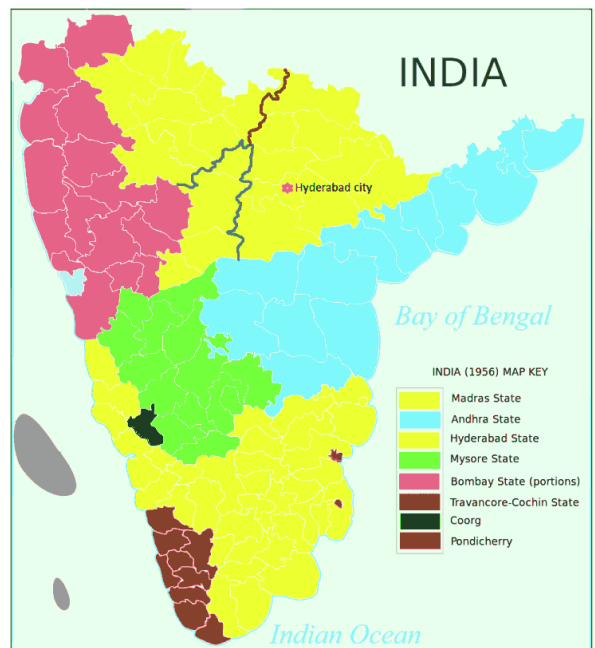 INDIA
Hyderabad city
Bay of Bengal
INDIA (1956) MAP KEY
Madras State
Andhra State
Hyderabad State
Mysore State
Bombay State (portions)
Travancore-Cochin State
Coorg
Pondicherry
Indian Ocean